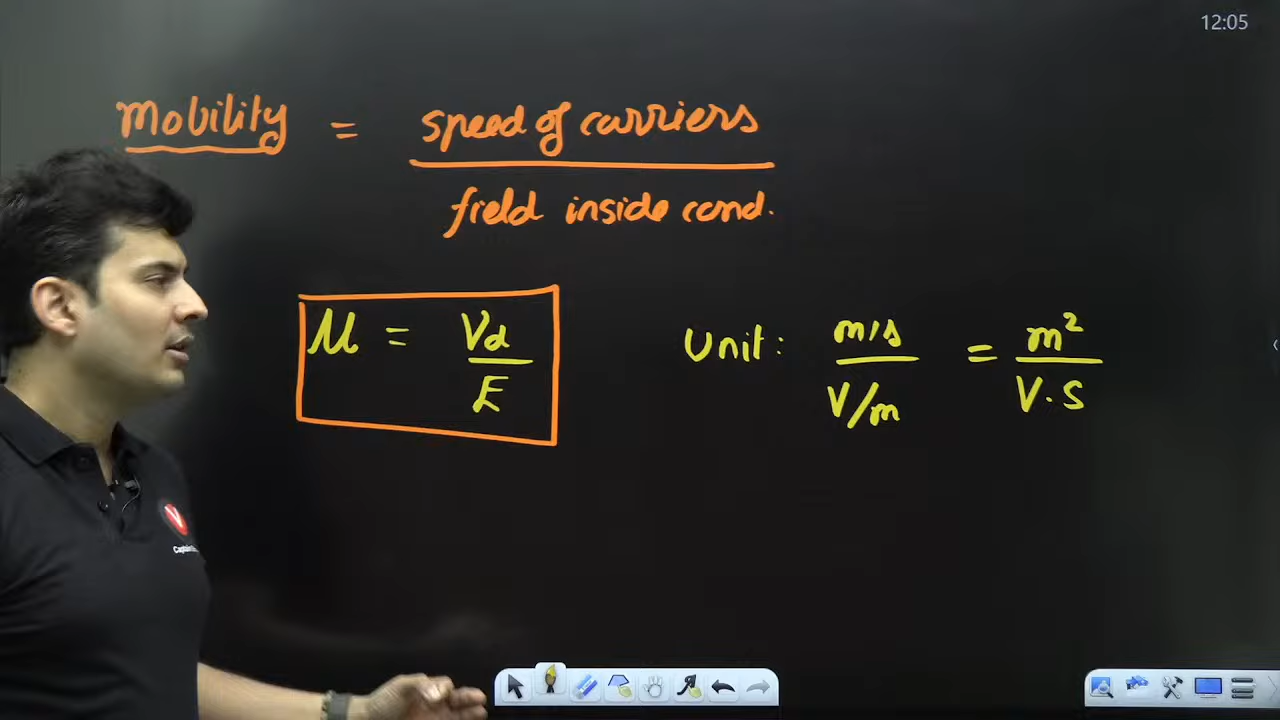 12:05
Mobility = speed of carriers
field inside cond.
μ = Vd
E
Unit: m/s = m²
V/m V·S
V